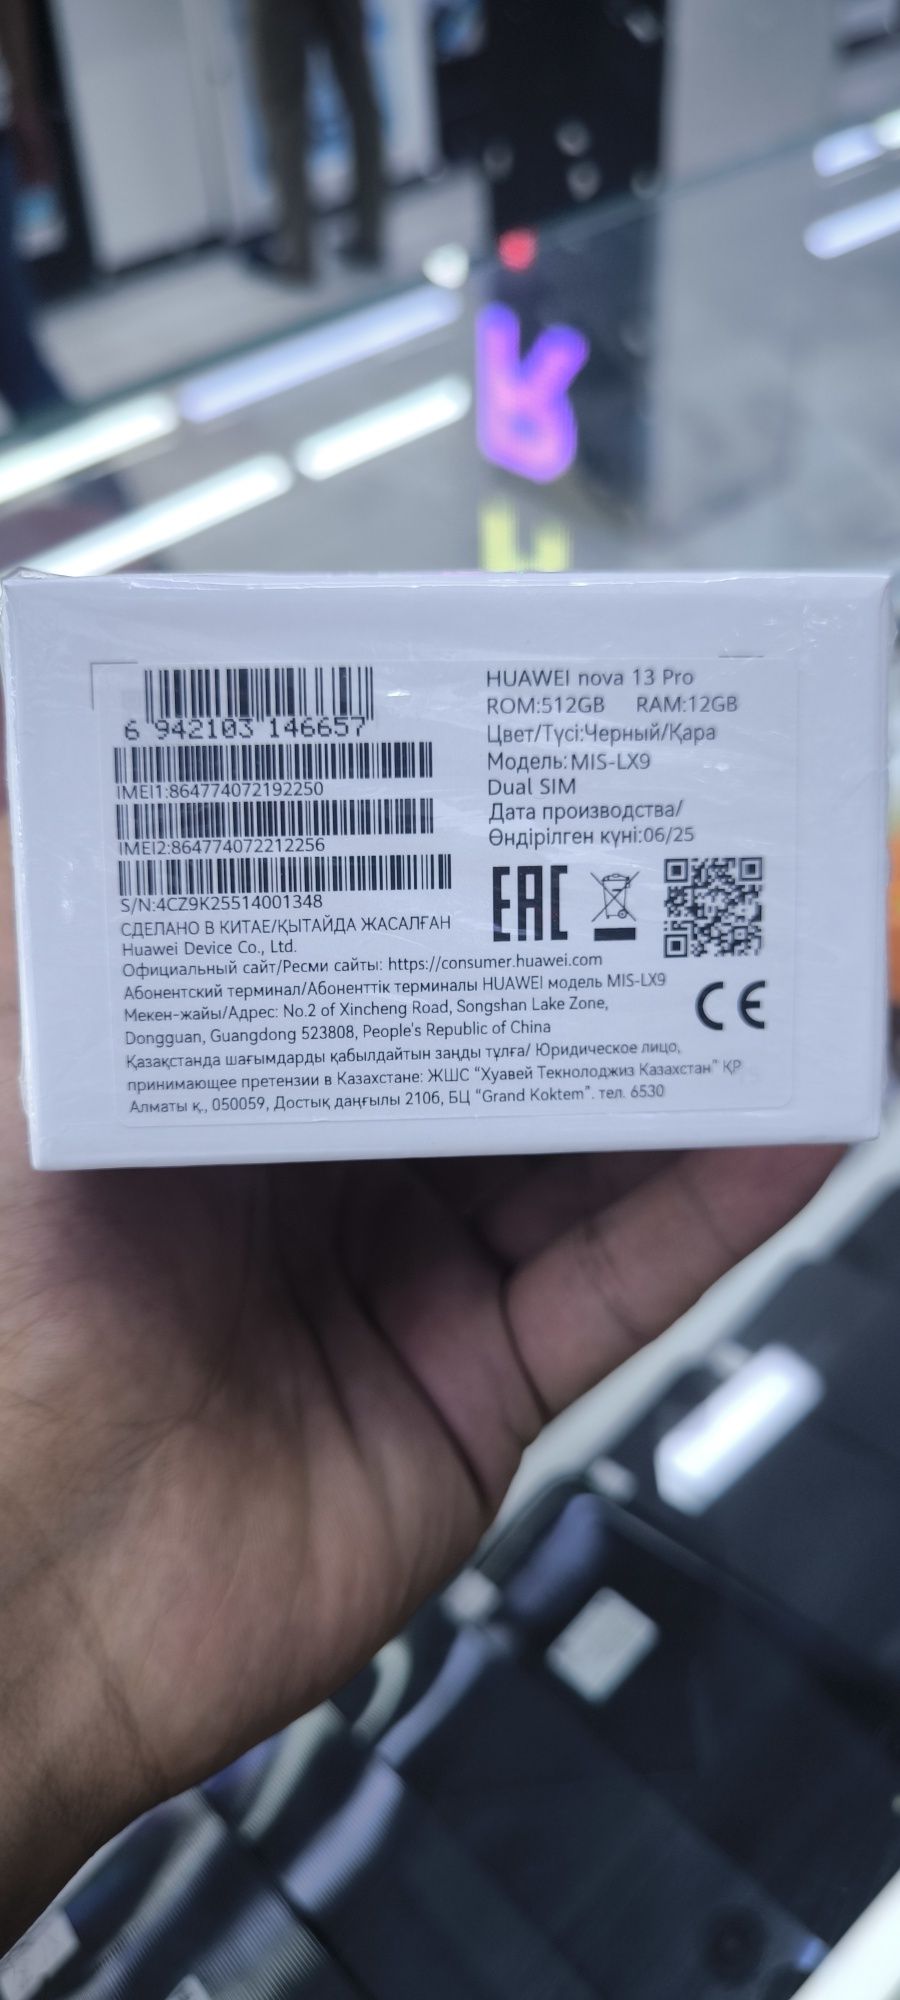 6 942103 146657
IMEI1:864774072192250
IMEI2:864774072212256
S/N:4CZ9K25514001348
HUAWEI nova 13 Pro
ROM:512GB RAM:12GB
Цвет/Түсі:Черный/Қара
Модель:MIS-LX9
Dual SIM
Дата производства/
Өндірілген күні:06/25
EAC
CE
СДЕЛАНО В КИТАЕ/ҚЫТАЙДА ЖАСАЛҒАН
Huawei Device Co., Ltd.
Официальный сайт/Ресми сайты: https://consumer.huawei.com
Абонентский терминал/Абоненттік терминалы HUAWEI модель MIS-LX9
Мекен-жайы/Адрес: No.2 of Xincheng Road, Songshan Lake Zone,
Dongguan, Guangdong 523808, People's Republic of China
Қазақстанда шағымдарды қабылдайтын заңды тұлға/ Юридическое лицо,
принимающее претензии в Казахстане: ЖШС "Хуавей Текнолоджиз Казахстан" ҚР
Алматы қ., 050059, Достық даңғылы 210б, БЦ "Grand Koktem". тел. 6530